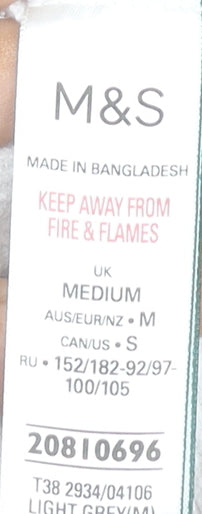 M&S
MADE IN BANGLADESH
KEEP AWAY FROM
FIRE & FLAMES
UK
MEDIUM
AUS/EUR/NZ • M
CAN/US • S
RU • 152/182-92/97-
100/105
20810696
T38 2934/04106
LIGHT GREY(M)